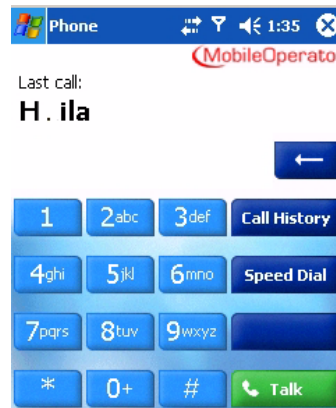 Phone 1:35
MobileOperato
Last call:
H . ila
1 2abc 3def Call History
4ghi 5jkl 6mno Speed Dial
7pqrs 8tuv 9wxyz
* 0+ # Talk